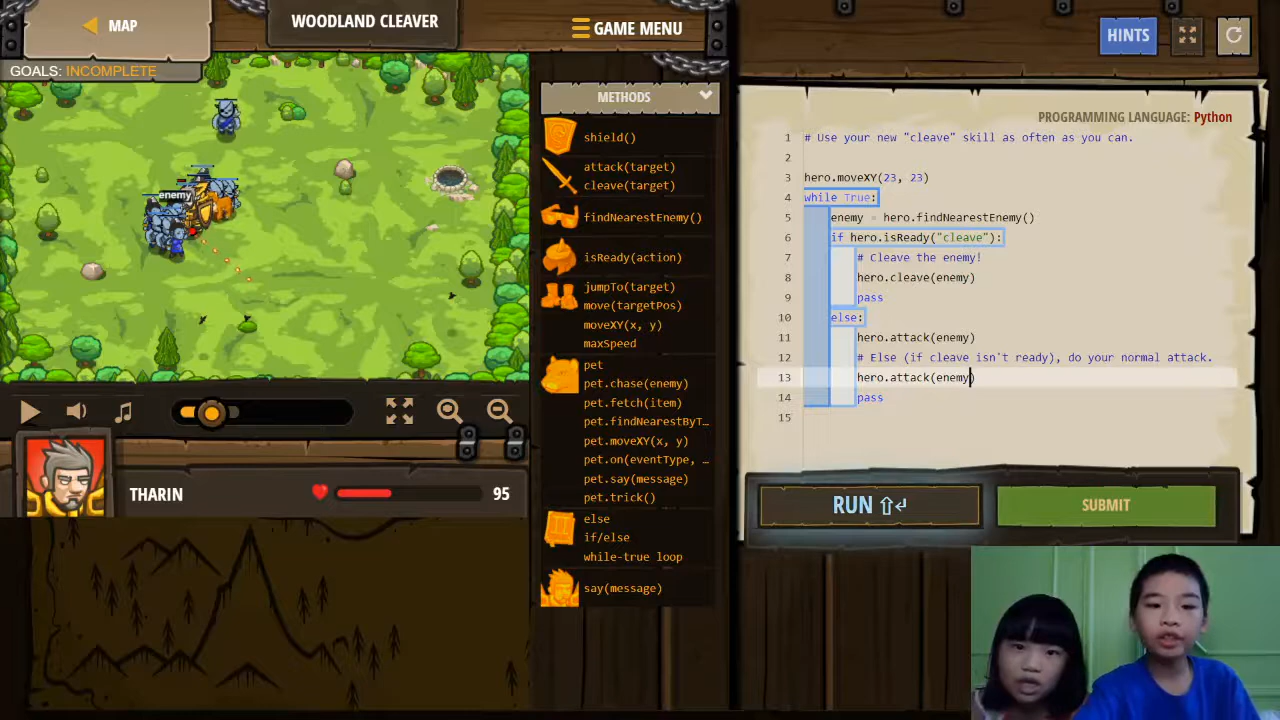 MAP
WOODLAND CLEAVER
GAME MENU
HINTS
GOALS: INCOMPLETE
METHODS
shield()
attack(target)
cleave(target)
findNearestEnemy()
isReady(action)
jumpTo(target)
move(targetPos)
moveXY(x, y)
maxSpeed
pet
pet.chase(enemy)
pet.fetch(item)
pet.findNearestByT…
pet.moveXY(x, y)
pet.on(eventType, …
pet.say(message)
pet.trick()
else
if/else
while-true loop
say(message)
enemy
THARIN
95
PROGRAMMING LANGUAGE: Python
1 # Use your new "cleave" skill as often as you can.
2
3 hero.moveXY(23, 23)
4 while True:
5 enemy = hero.findNearestEnemy()
6 if hero.isReady("cleave"):
7 # Cleave the enemy!
8 hero.cleave(enemy)
9 pass
10 else:
11 hero.attack(enemy)
12 # Else (if cleave isn't ready), do your normal attack.
13 hero.attack(enemy)
14 pass
15
RUN ⇧↵
SUBMIT